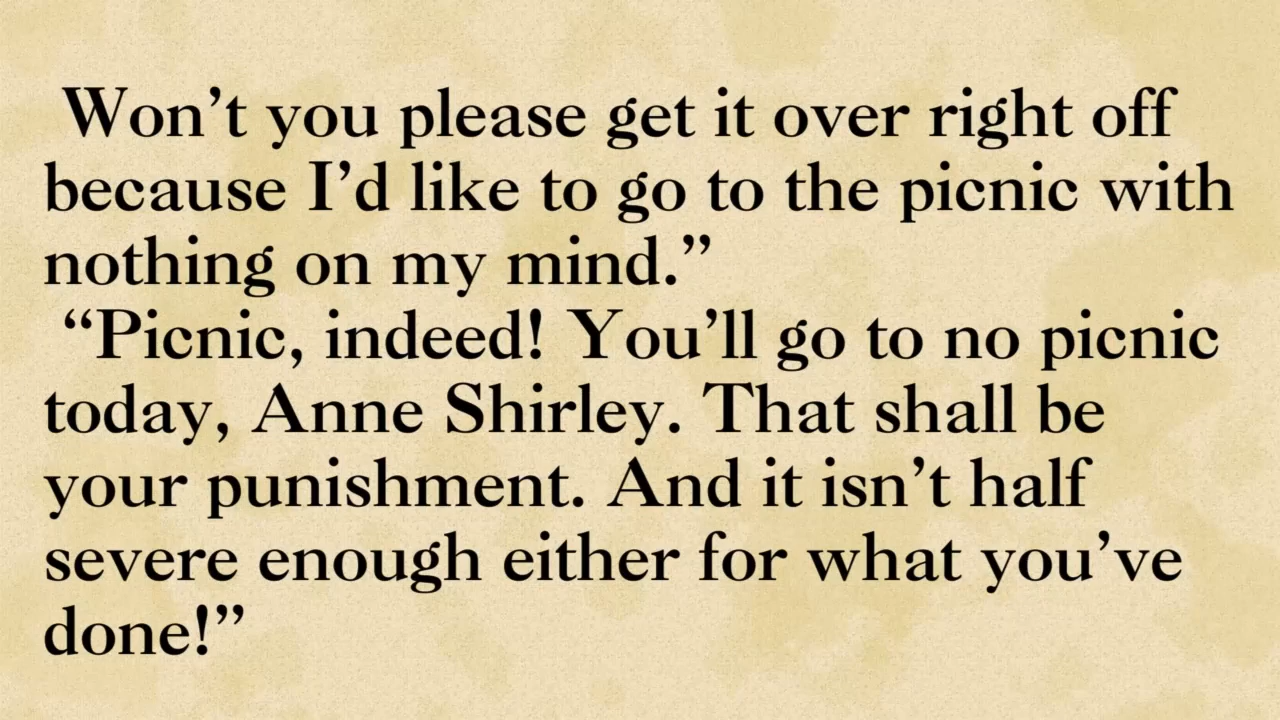 Won’t you please get it over right off
because I’d like to go to the picnic with
nothing on my mind.”
“Picnic, indeed! You’ll go to no picnic
today, Anne Shirley. That shall be
your punishment. And it isn’t half
severe enough either for what you’ve
done!”